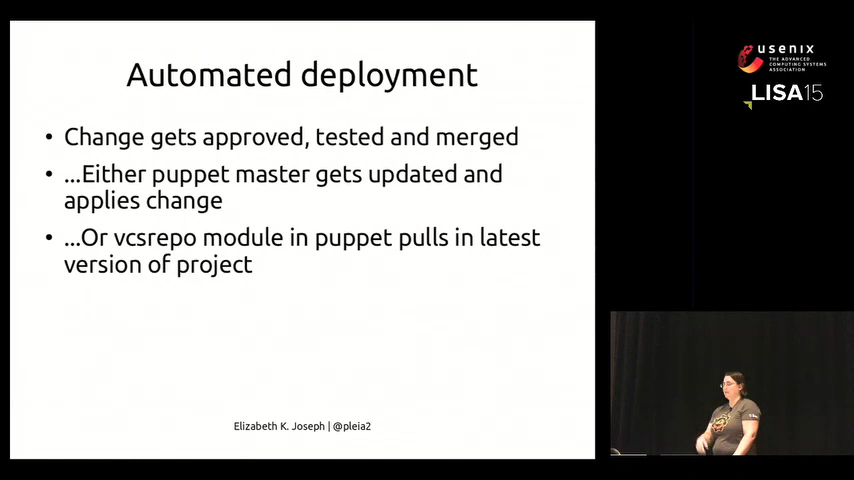 Automated deployment
• Change gets approved, tested and merged
• ...Either puppet master gets updated and
applies change
• ...Or vcsrepo module in puppet pulls in latest
version of project
Elizabeth K. Joseph | @pleia2
usenix
THE ADVANCED
COMPUTING SYSTEMS
ASSOCIATION
LISA15